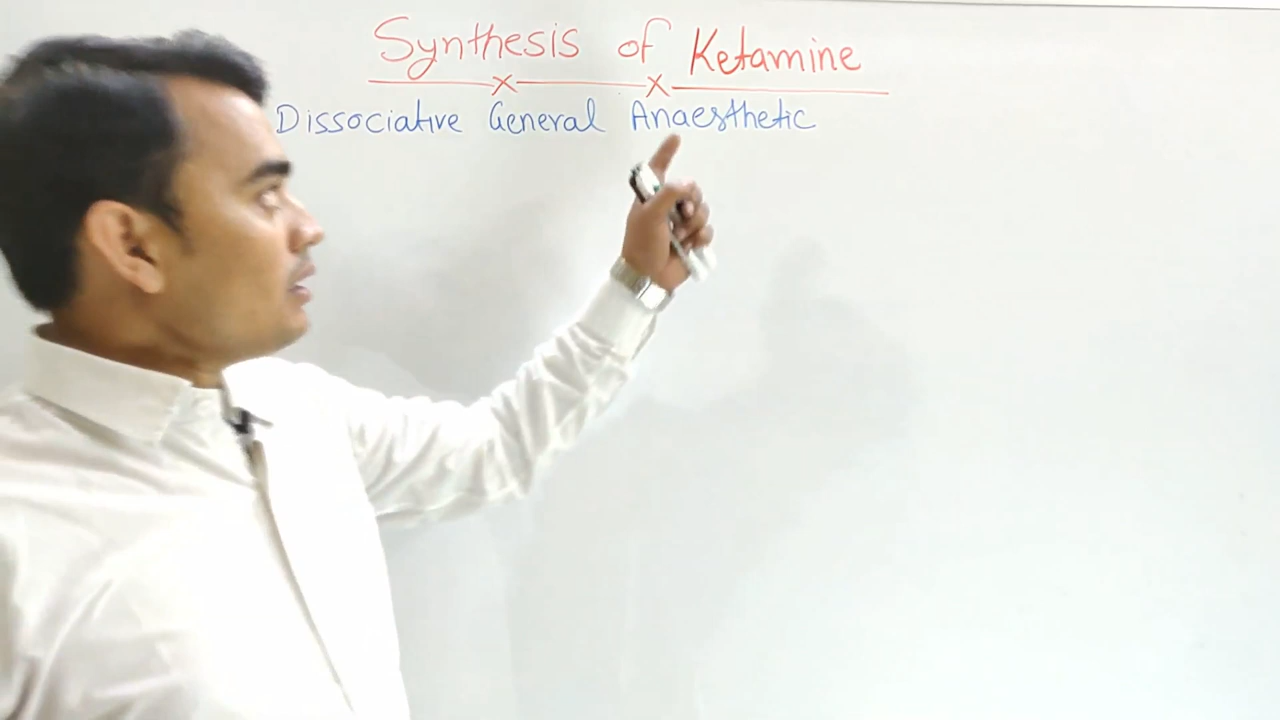 Synthesis of Ketamine
Dissociative General Anaesthetic